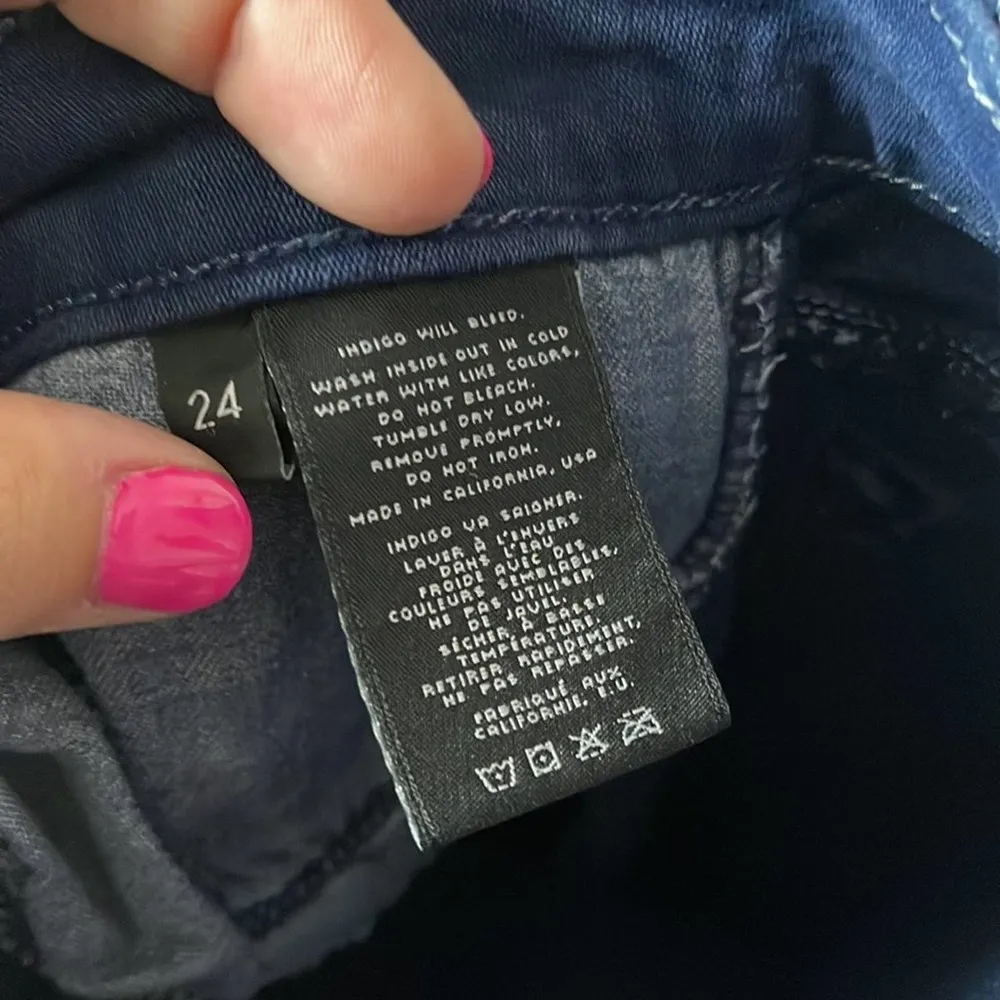 24
INDIGO WILL BLEED.
WASH INSIDE OUT IN COLD
WATER WITH LIKE COLORS,
DO NOT BLEACH.
TUMBLE DRY LOW.
REMOVE PROMPTLY,
DO NOT IRON.
MADE IN CALIFORNIA, USA
INDIGO VA SAIGNER.
LAVER À L'ENVERS
DANS L'EAU
FROIDE AVEC DES
COULEURS SEMBLABLES,
NE PAS UTILISER
DE JAVEL.
SÉCHER À BASSE
TEMPÉRATURE.
RETIRER RAPIDEMENT,
NE PAS REPASSER.
FABRIQUÉ AUX
CALIFORNIE, É.U.